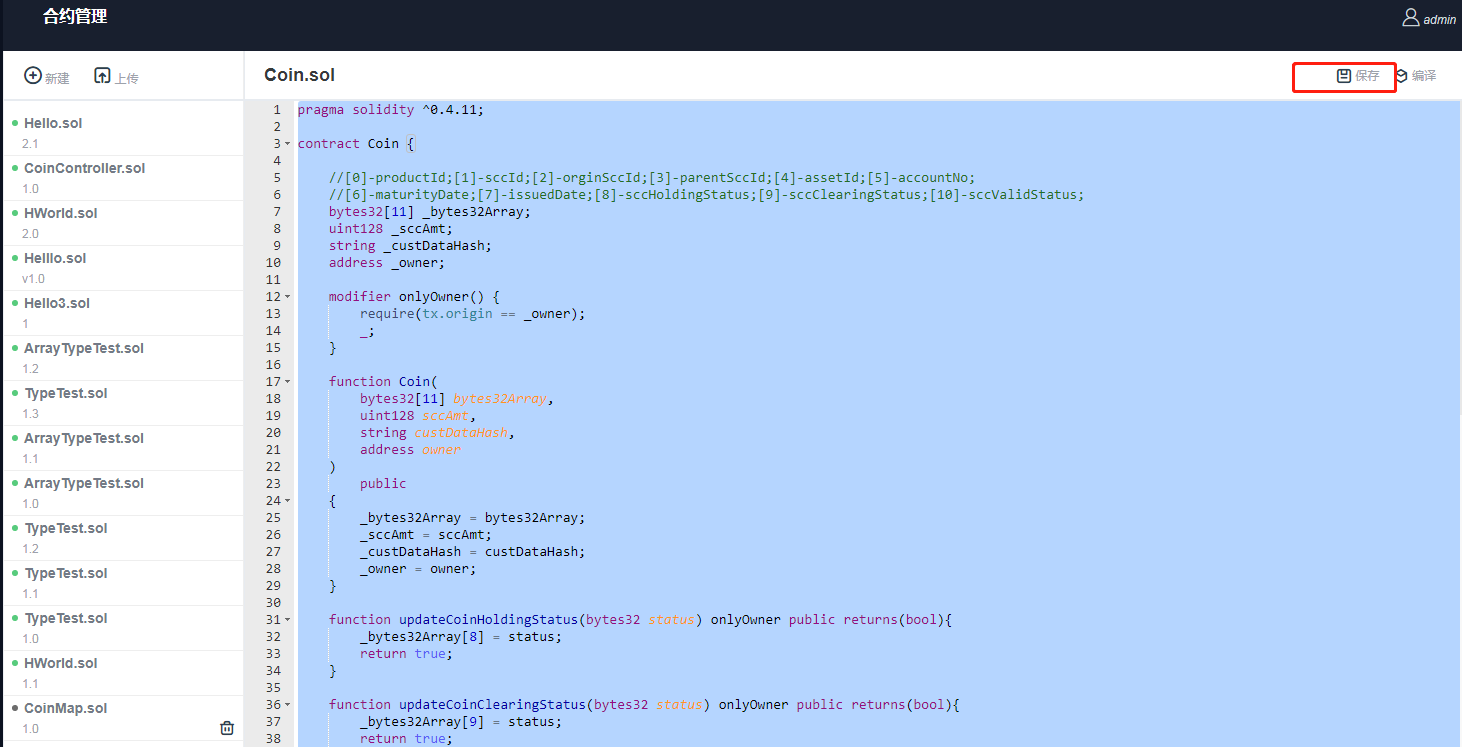 合约管理
admin
新建
上传
Coin.sol
保存
编译
Hello.sol
2.1
CoinController.sol
1.0
HWorld.sol
2.0
Helllo.sol
v1.0
Hello3.sol
1
ArrayTypeTest.sol
1.2
TypeTest.sol
1.3
ArrayTypeTest.sol
1.1
ArrayTypeTest.sol
1.0
TypeTest.sol
1.2
TypeTest.sol
1.1
TypeTest.sol
1.0
HWorld.sol
1.1
CoinMap.sol
1.0
1 pragma solidity ^0.4.11;
2
3 contract Coin {
4
5 //[0]-productId;[1]-sccId;[2]-orginSccId;[3]-parentSccId;[4]-assetId;[5]-accountNo;
6 //[6]-maturityDate;[7]-issuedDate;[8]-sccHoldingStatus;[9]-sccClearingStatus;[10]-sccValidStatus;
7 bytes32[11] _bytes32Array;
8 uint128 _sccAmt;
9 string _custDataHash;
10 address _owner;
11
12 modifier onlyOwner() {
13 require(tx.origin == _owner);
14 _;
15 }
16
17 function Coin(
18 bytes32[11] bytes32Array,
19 uint128 sccAmt,
20 string custDataHash,
21 address owner
22 )
23 public
24 {
25 _bytes32Array = bytes32Array;
26 _sccAmt = sccAmt;
27 _custDataHash = custDataHash;
28 _owner = owner;
29 }
30
31 function updateCoinHoldingStatus(bytes32 status) onlyOwner public returns(bool){
32 _bytes32Array[8] = status;
33 return true;
34 }
35
36 function updateCoinClearingStatus(bytes32 status) onlyOwner public returns(bool){
37 _bytes32Array[9] = status;
38 return true;